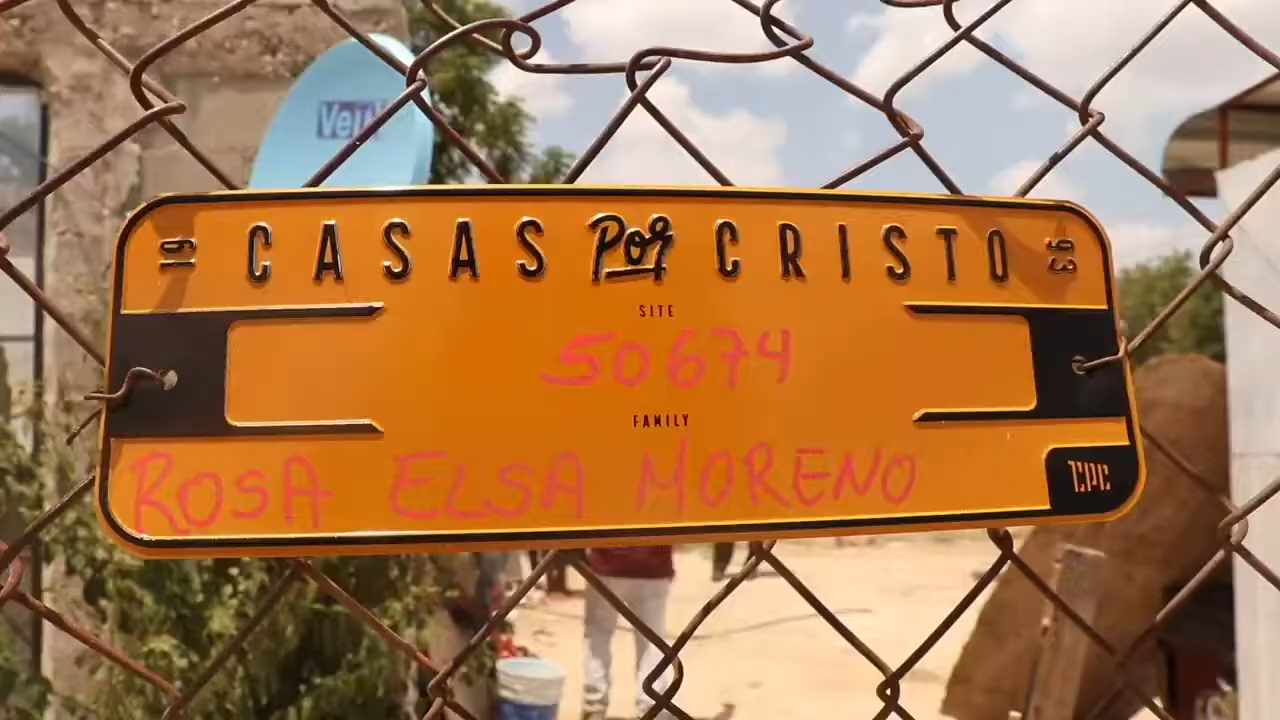 19 CASAS Por CRISTO 93
SITE
50674
FAMILY
ROSA ELSA MORENO
CPC